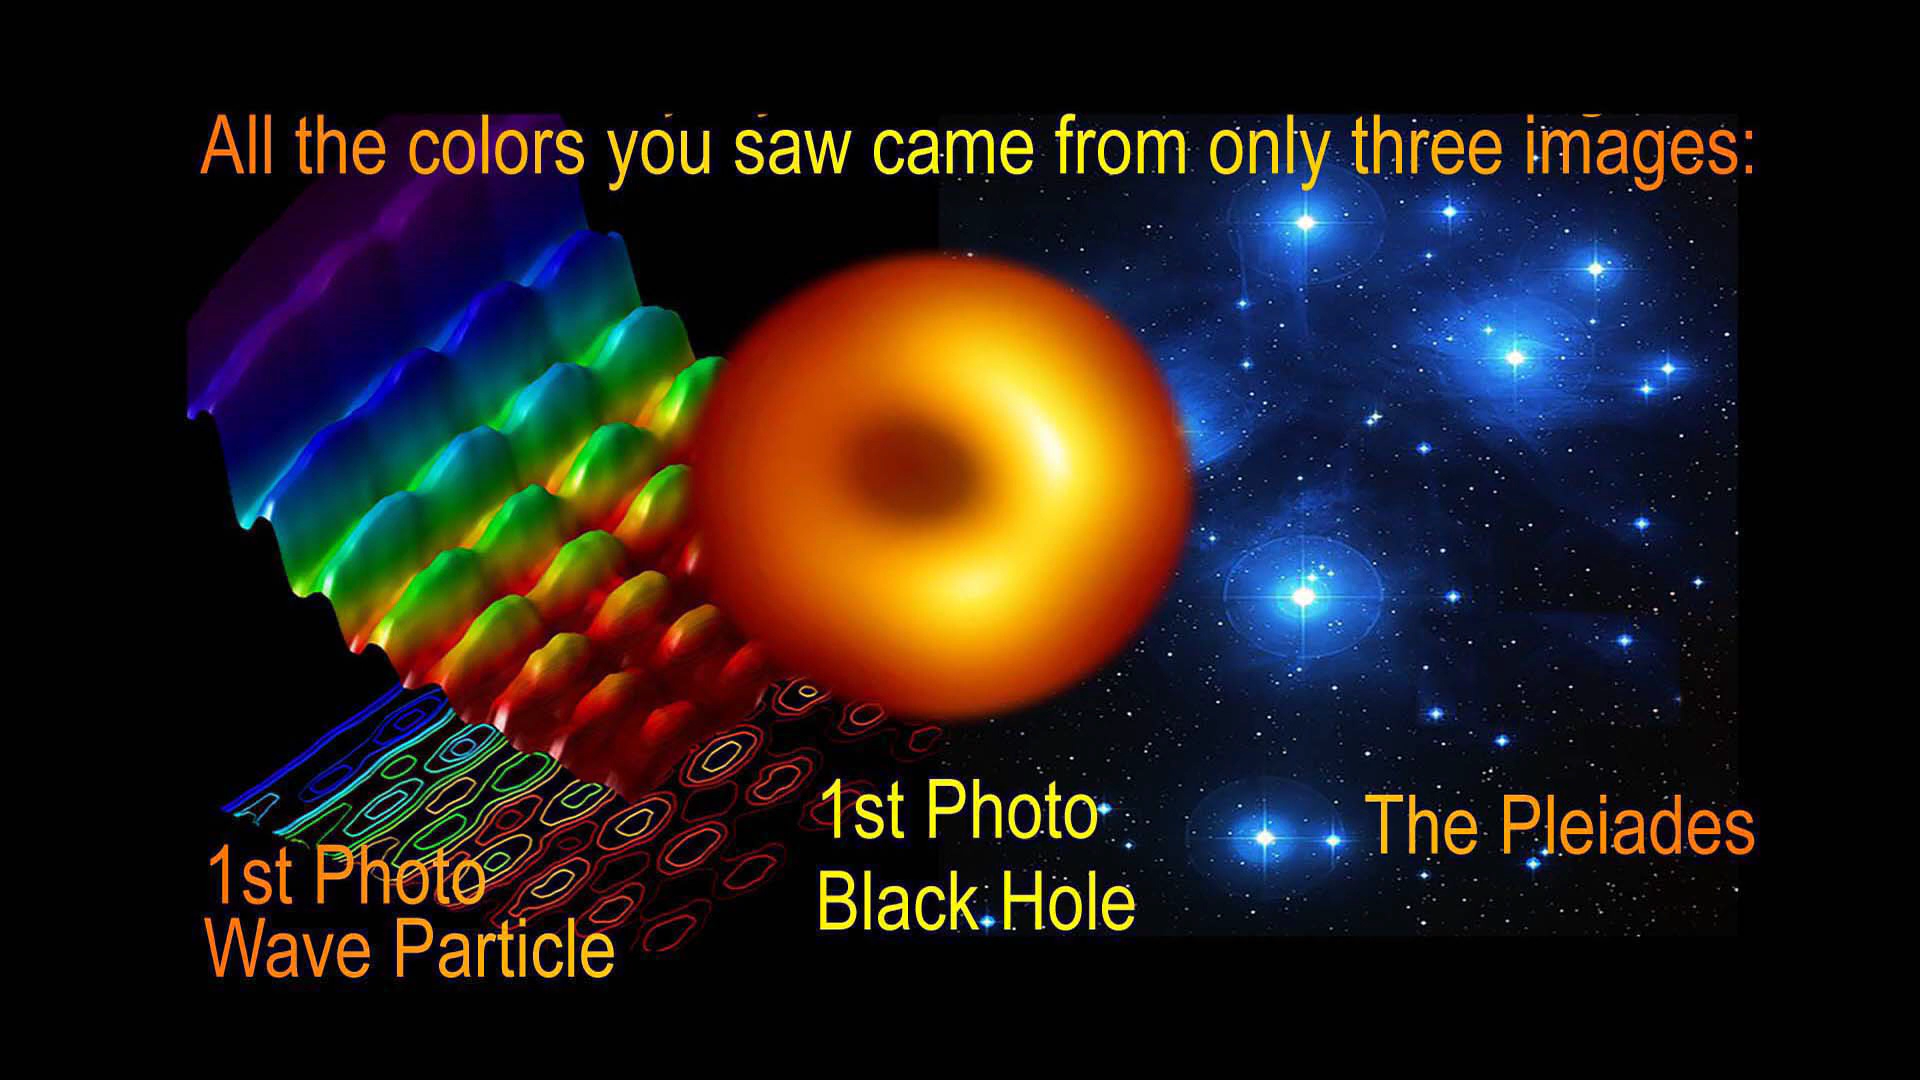 All the colors you saw came from only three images:
1st Photo
Wave Particle
1st Photo
Black Hole
The Pleiades